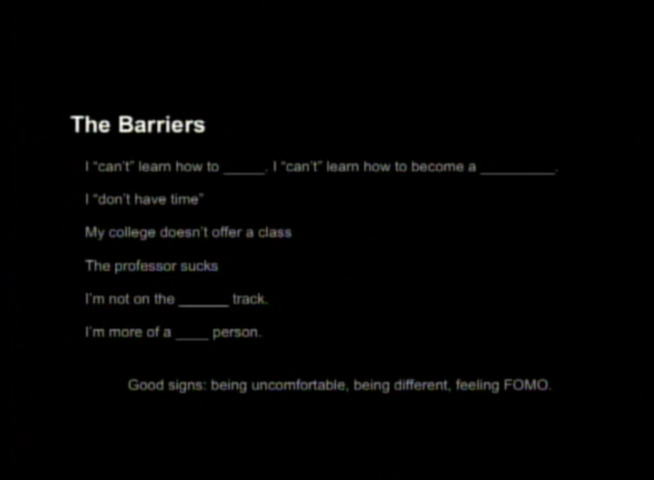 The Barriers
I “can’t” learn how to _____. I “can’t” learn how to become a __________.
I “don’t have time”
My college doesn’t offer a class
The professor sucks
I’m not on the ______ track.
I’m more of a ____ person.
Good signs: being uncomfortable, being different, feeling FOMO.